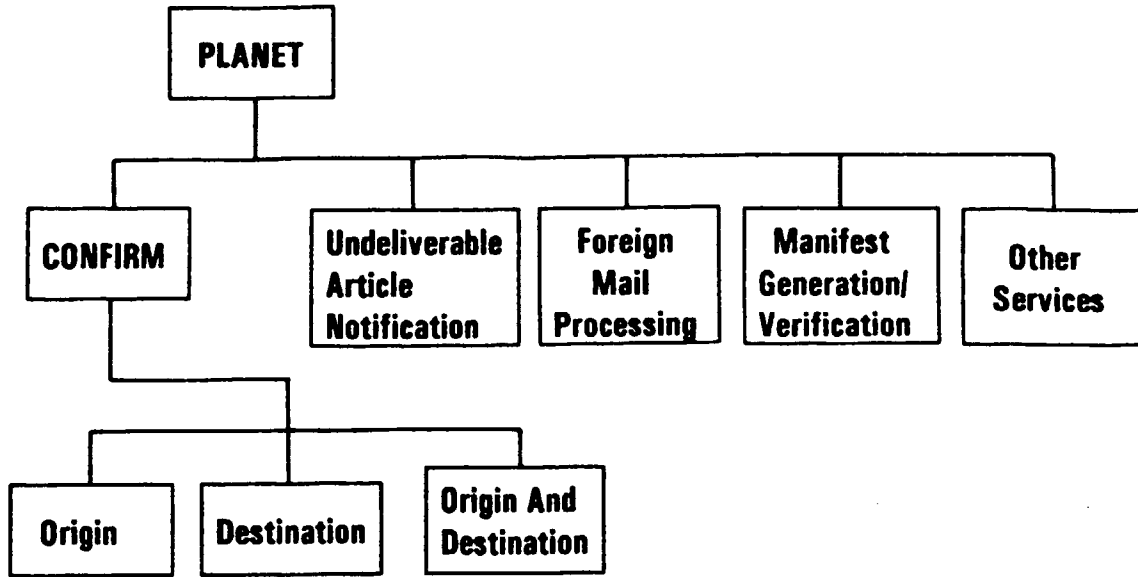 PLANET
CONFIRM
Undeliverable
Article
Notification
Foreign
Mail
Processing
Manifest
Generation/
Verification
Other
Services
Origin
Destination
Origin And
Destination